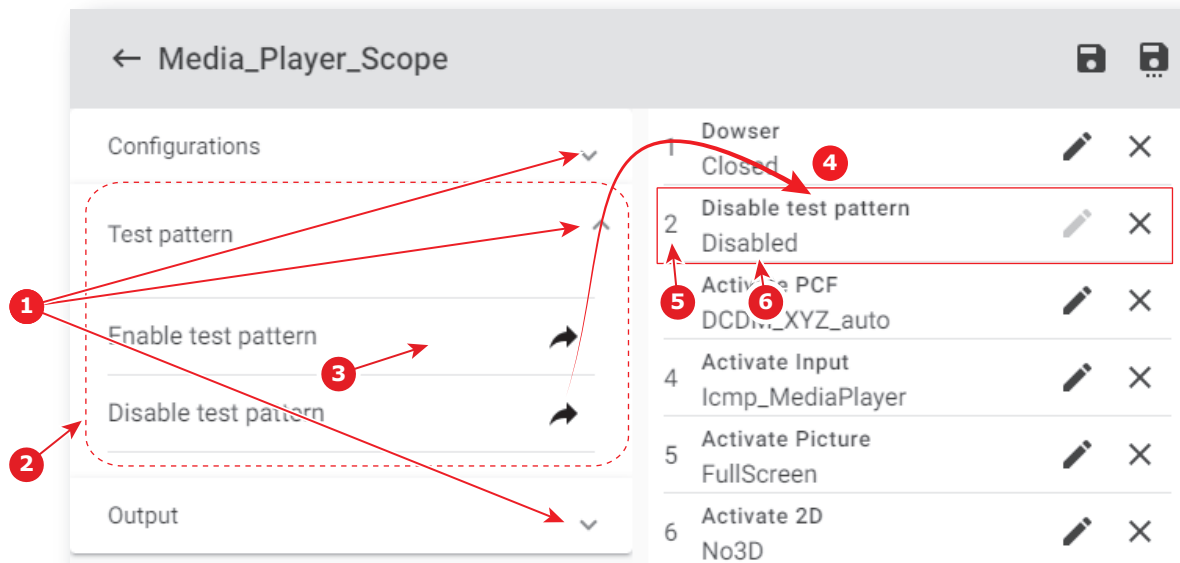 Media_Player_Scope
Configurations
Test pattern
Enable test pattern
Disable test pattern
Output
1
Dowser
Closed
2
Disable test pattern
Disabled
Activate PCF
DCDM_XYZ_auto
4
Activate Input
Icmp_MediaPlayer
5
Activate Picture
FullScreen
6
Activate 2D
No3D
1
2
3
4
5
6